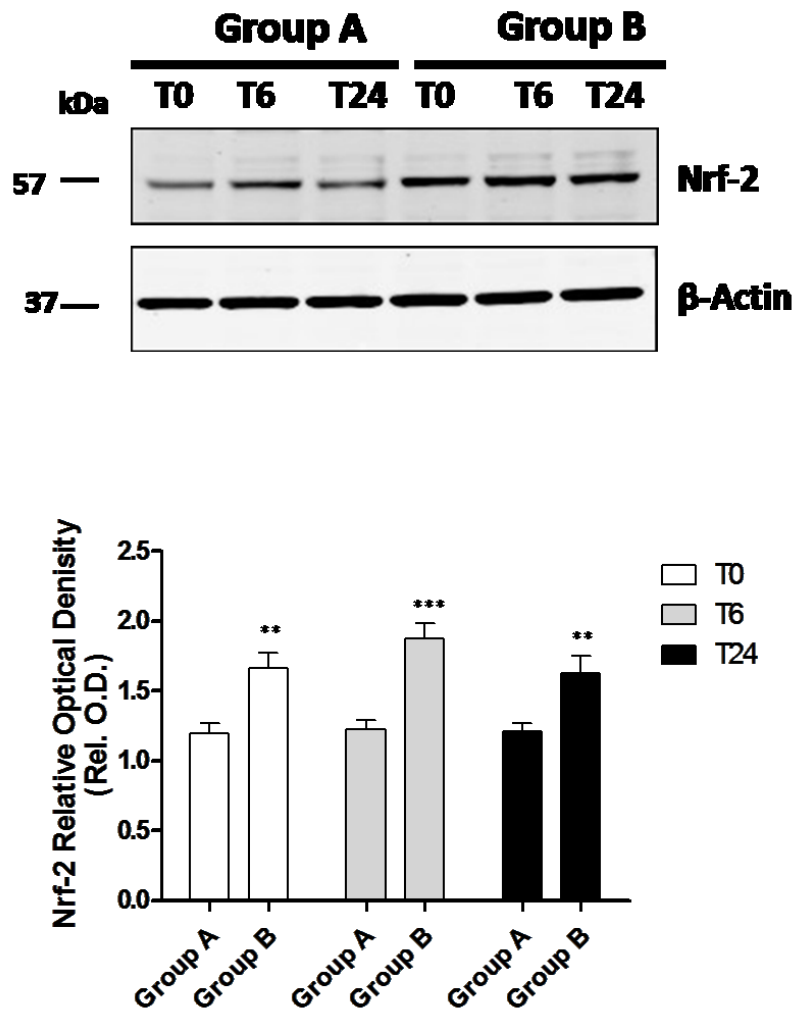 Group A Group B
kDa T0 T6 T24 T0 T6 T24
57 Nrf-2
37 β-Actin
Nrf-2 Relative Optical Denisity
(Rel. O.D.)
2.5
2.0
1.5
1.0
0.5
0.0
** *** **
T0
T6
T24
Group A Group B Group A Group B Group A Group B